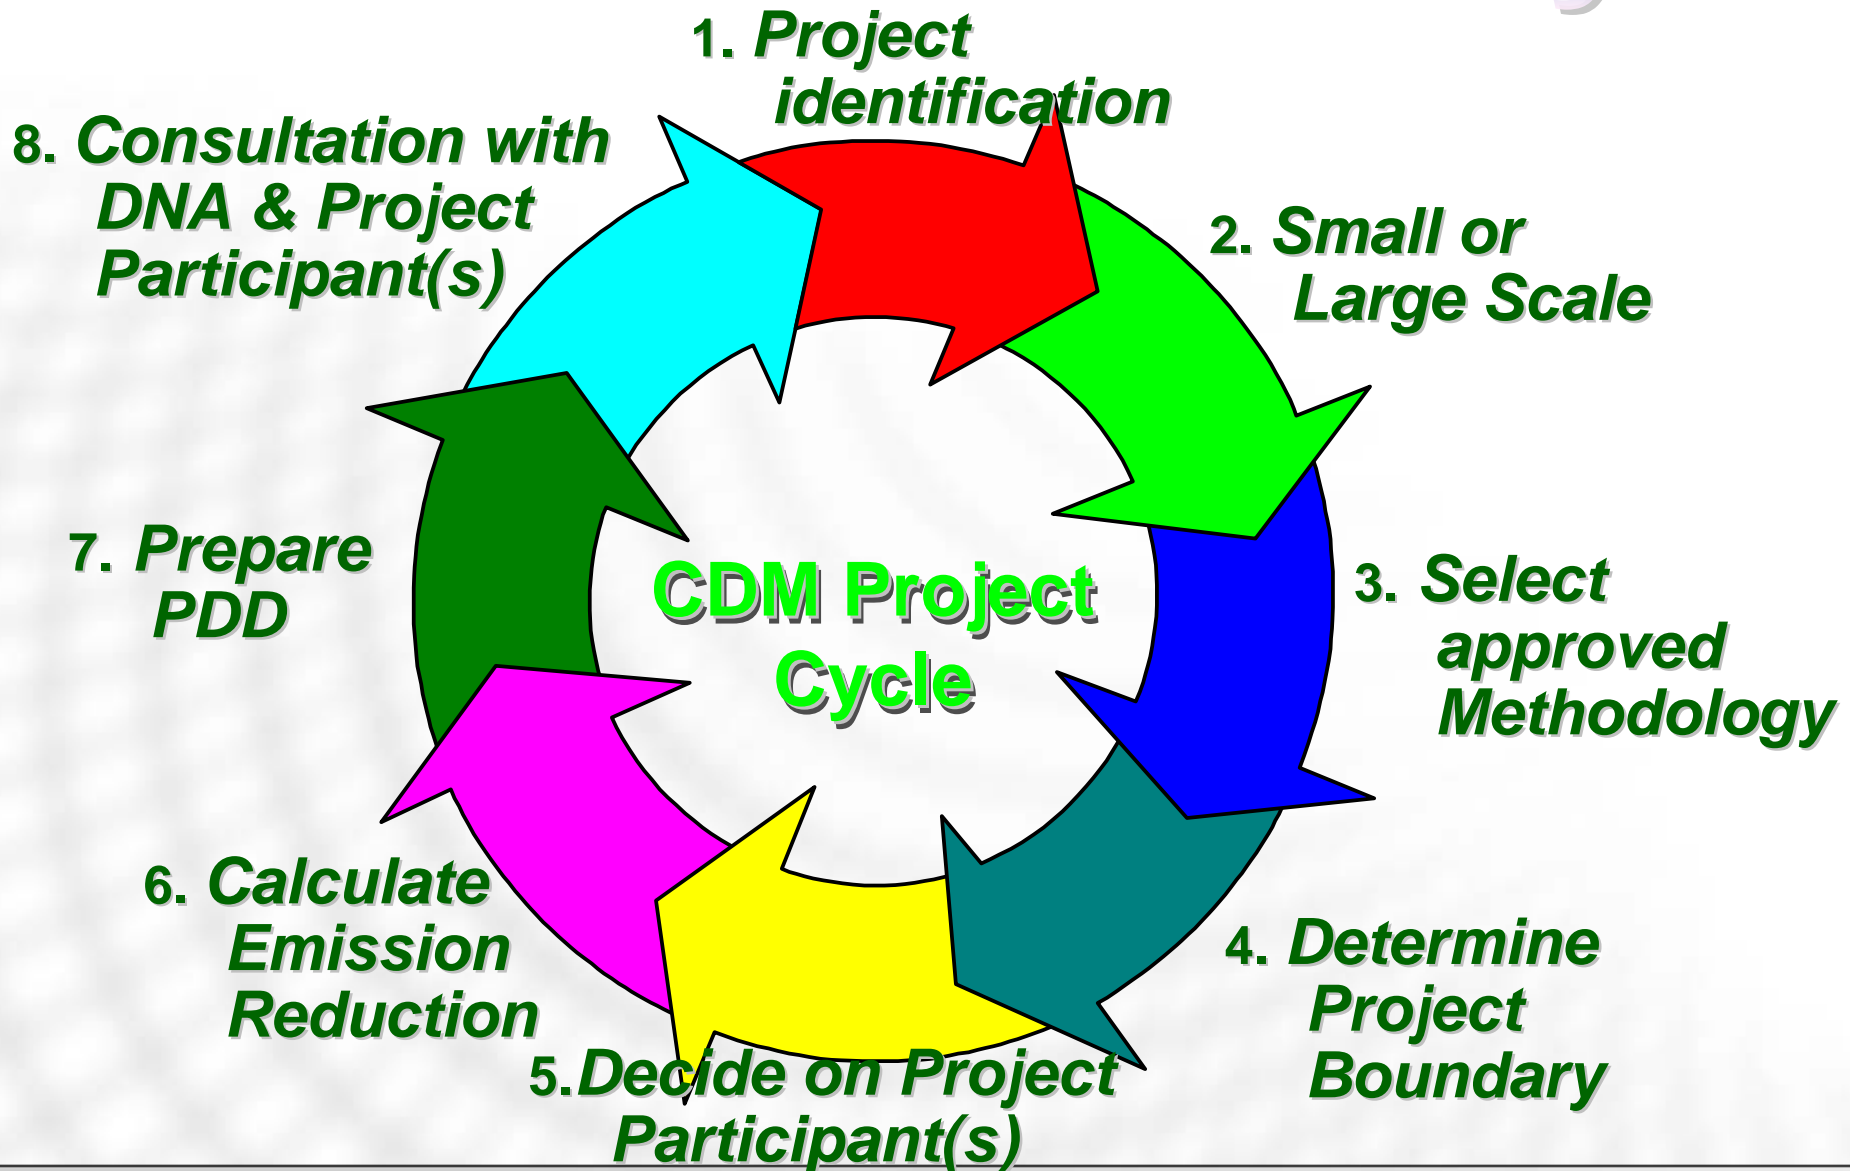 1. Project
identification
2. Small or
Large Scale
3. Select
approved
Methodology
4. Determine
Project
Boundary
5.Decide on Project
Participant(s)
6. Calculate
Emission
Reduction
7. Prepare
PDD
8. Consultation with
DNA & Project
Participant(s)
CDM Project
Cycle